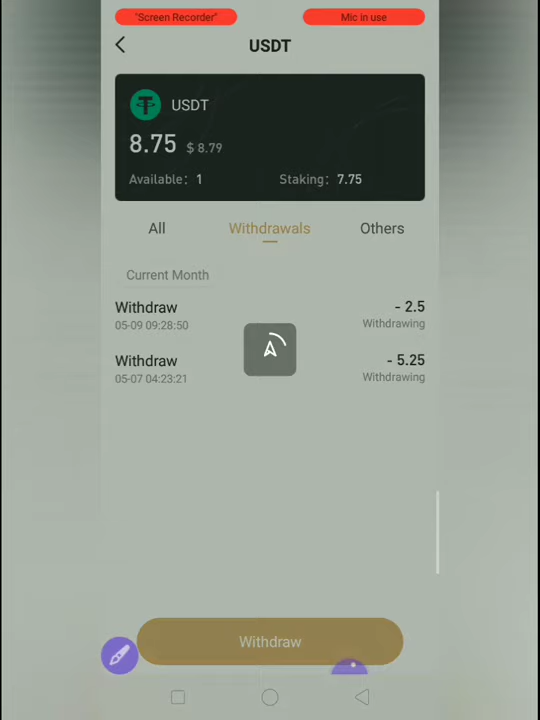 "Screen Recorder"
Mic in use
USDT
USDT
8.75 $ 8.79
Available: 1
Staking: 7.75
All
Withdrawals
Others
Current Month
Withdraw
- 2.5
05-09 09:28:50
Withdrawing
Withdraw
- 5.25
05-07 04:23:21
Withdrawing
Withdraw